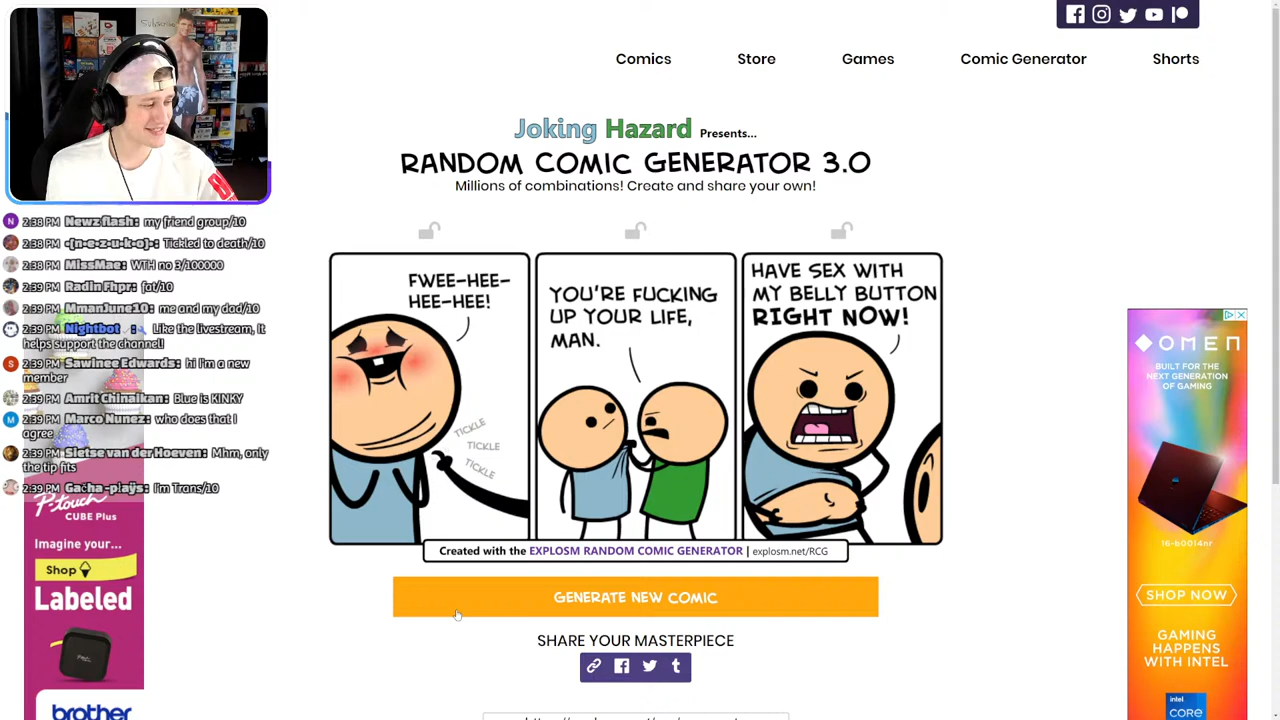 Comics
Store
Games
Comic Generator
Shorts
Joking Hazard Presents...
RANDOM COMIC GENERATOR 3.0
Millions of combinations! Create and share your own!
FWEE-HEE-
HEE-HEE!
TICKLE
TICKLE
TICKLE
YOU'RE FUCKING
UP YOUR LIFE,
MAN.
HAVE SEX WITH
MY BELLY BUTTON
RIGHT NOW!
Created with the EXPLOSM RANDOM COMIC GENERATOR | explosm.net/RCG
GENERATE NEW COMIC
SHARE YOUR MASTERPIECE
2:38 PM Newz flash: my friend group/10
2:38 PM •[n•e•z•u•k•o]•: Tickled to death/10
2:38 PM MissMae: WTH no 3/100000
2:39 PM Radin Fhpr: fat/10
2:39 PM MmanJune10: me and my dad/10
2:39 PM Nightbot: Like the livestream, it
helps support the channel!
2:39 PM Sawinee Edwards: hi I'm a new
member
2:39 PM Amrit Chinaikan: Blue is KINKY
2:39 PM Marco Nunez: who does that I
agree
2:39 PM Sietse van der Hoeven: Mhm, only
the tip fits
2:39 PM Gacha -plays: I'm Trans/10
P-touch
CUBE Plus
Imagine your...
Shop
Labeled
brother
OMEN
BUILT FOR THE
NEXT GENERATION
OF GAMING
16-b0014nr
SHOP NOW
GAMING
HAPPENS
WITH INTEL
intel
CORE